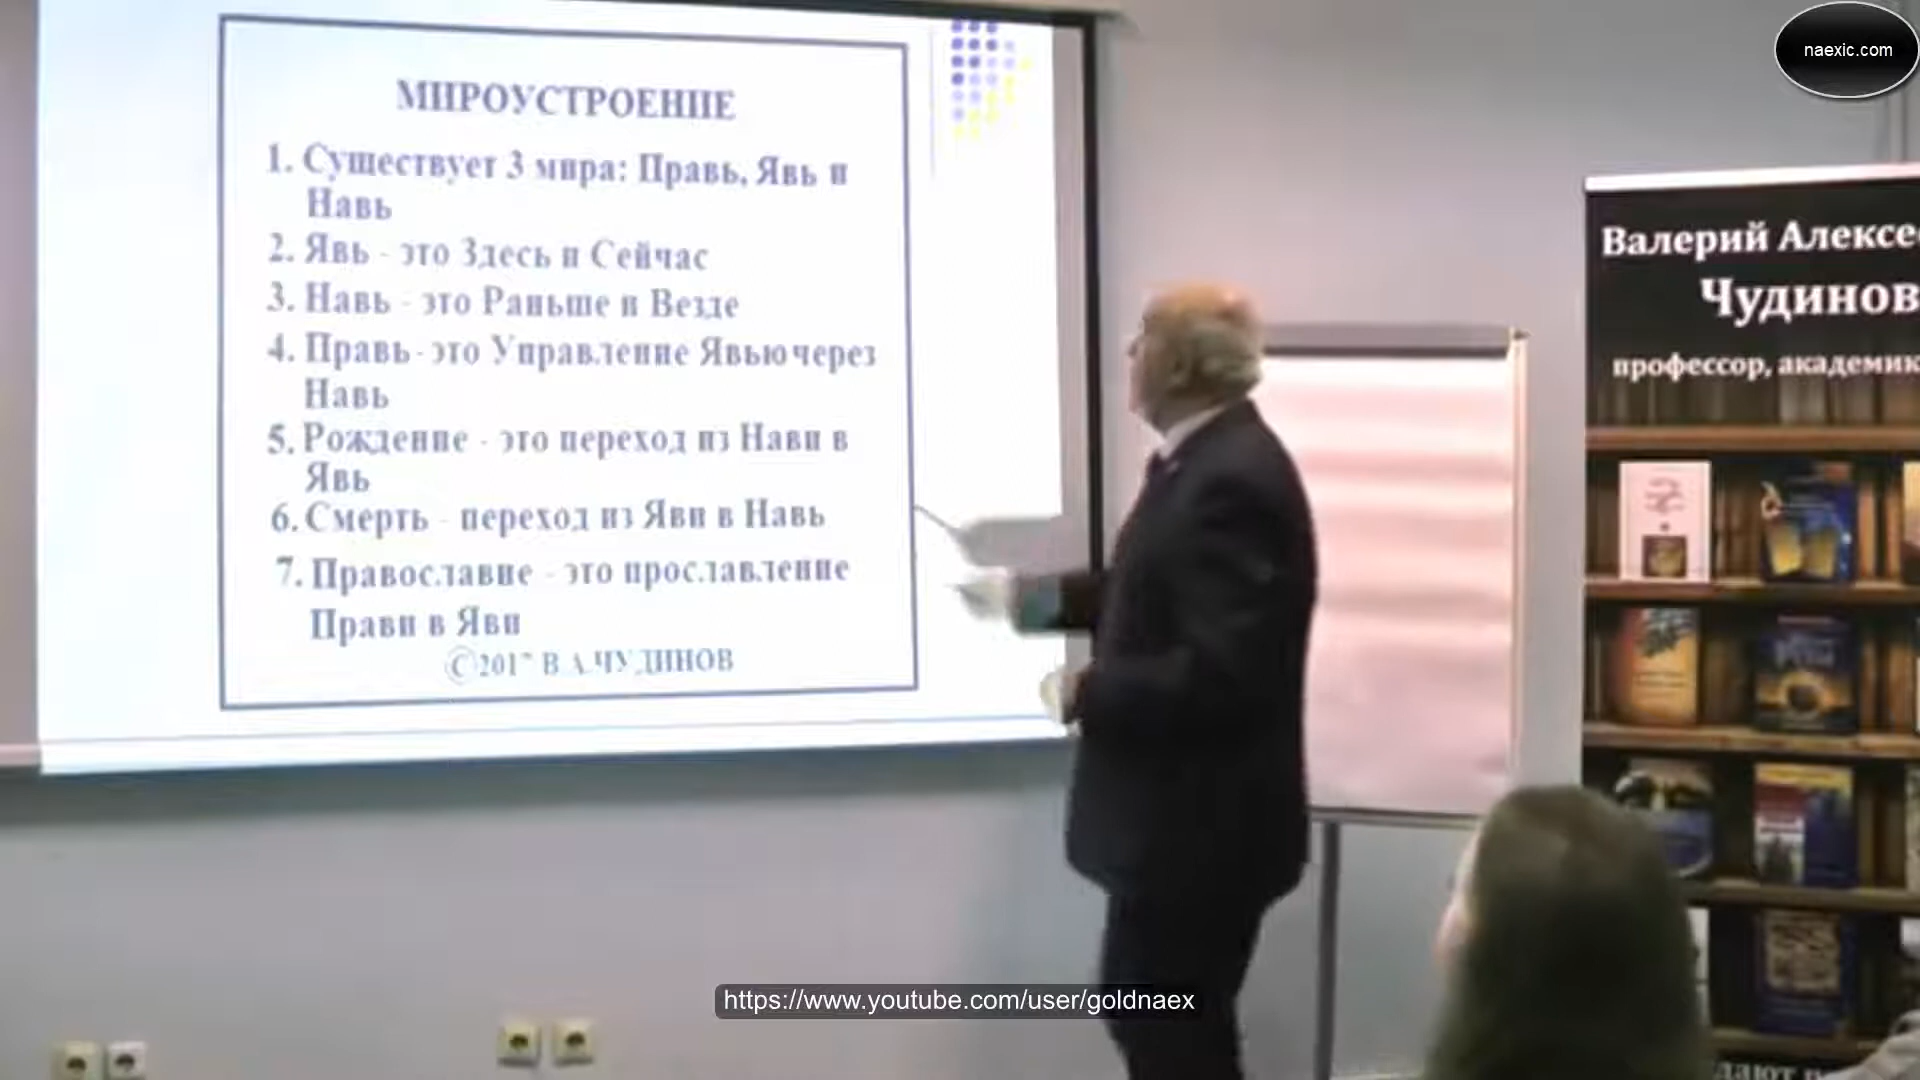 naexic.com
МИРОУСТРОЕНИЕ
1. Существует 3 мира: Правь, Явь и
Навь
2. Явь - это Здесь и Сейчас
3. Навь - это Раньше и Везде
4. Правь - это Управление Явью через
Навь
5. Рождение - это переход из Нави в
Явь
6. Смерть - переход из Яви в Навь
7. Православие - это прославление
Прави в Яви
©2017 В.А.ЧУДИНОВ
Валерий Алексе
Чудинов
профессор, академик
https://www.youtube.com/user/goldnaex